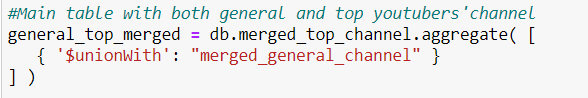 #Main table with both general and top youtubers'channel
general_top_merged = db.merged_top_channel.aggregate( [
{ '$unionWith': "merged_general_channel" }
] )